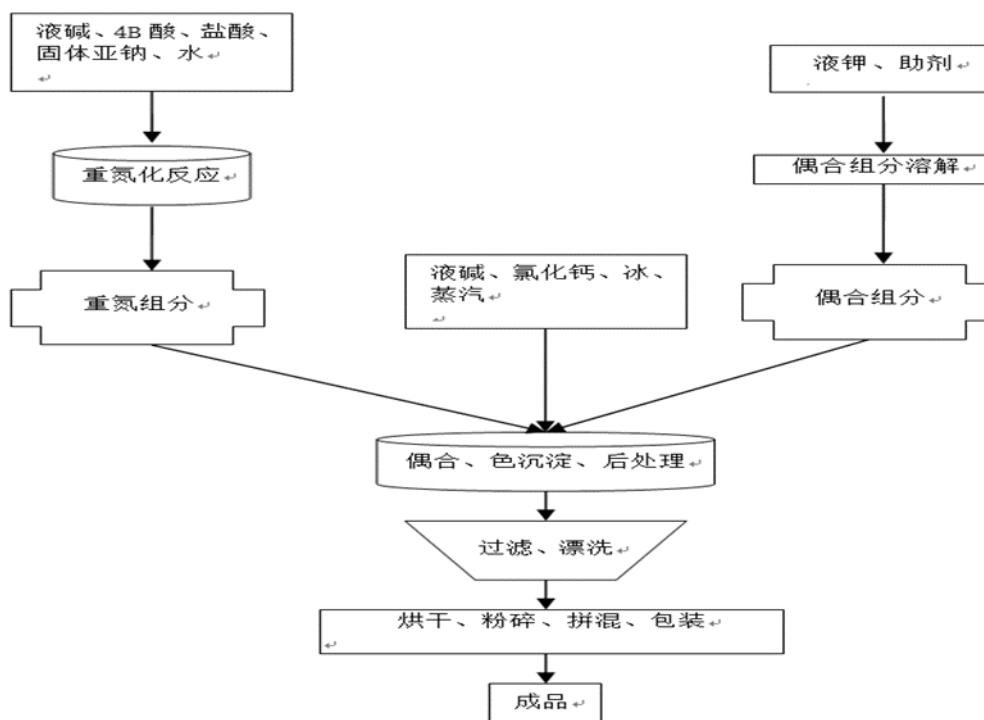 液碱、4B 酸、盐酸、
固体亚钠、水↵
↵
液钾、助剂↵
重氮化反应↵
偶合组分溶解↵
重氮组分↵
液碱、氯化钙、冰、
蒸汽↵
↵
偶合组分↵
偶合、色沉淀、后处理↵
过滤、漂洗↵
烘干、粉碎、拼混、包装↵
↵
成品↵